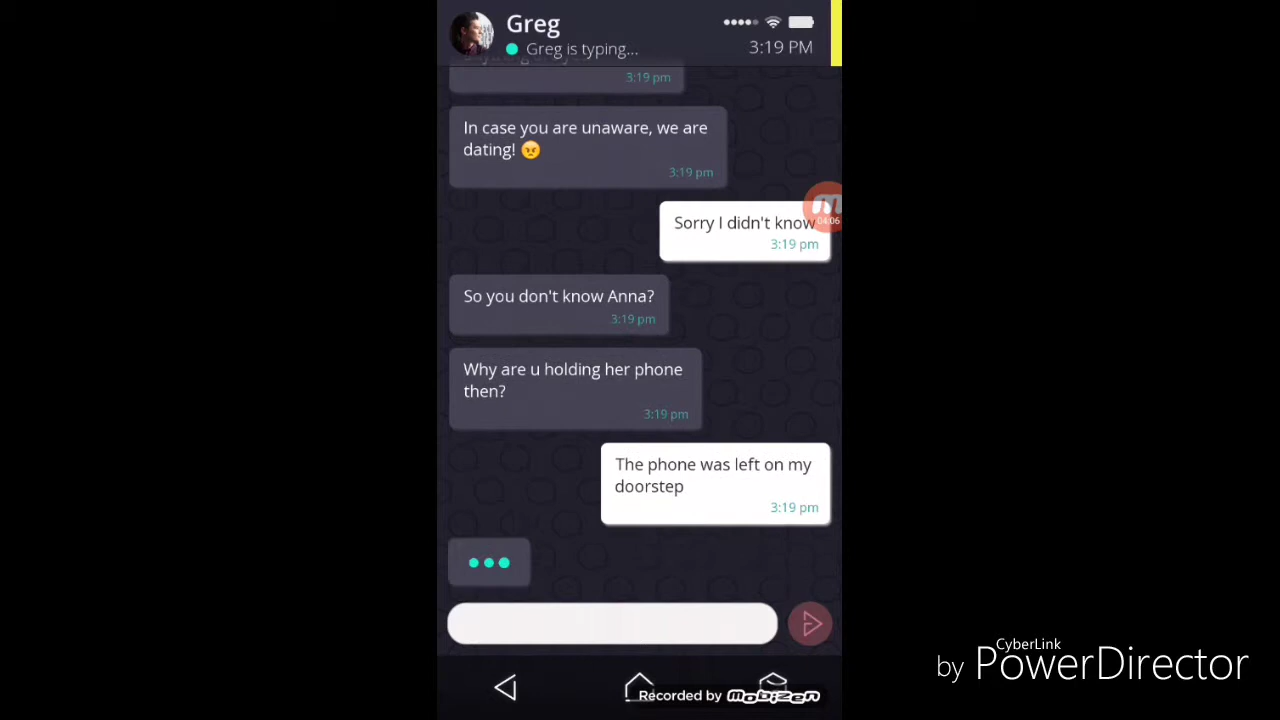 Greg
Greg is typing...
3:19 PM
3:19 pm
In case you are unaware, we are
dating! 😡
3:19 pm
Sorry I didn't know
3:19 pm
04:06
So you don't know Anna?
3:19 pm
Why are u holding her phone
then?
3:19 pm
The phone was left on my
doorstep
3:19 pm
CyberLink
by PowerDirector
Recorded by mobizen